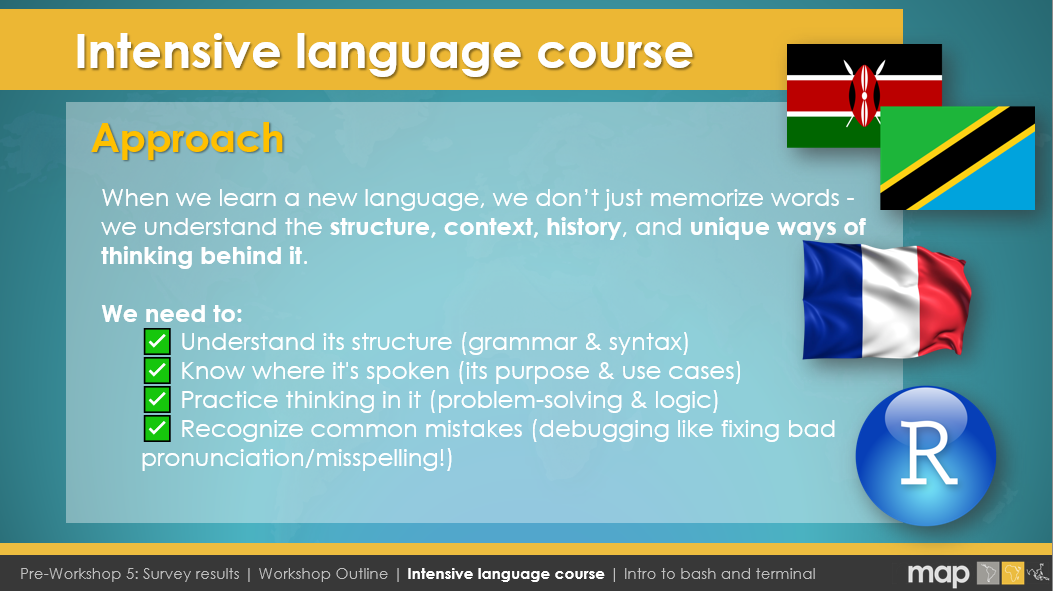 Intensive language course
Approach
When we learn a new language, we don’t just memorize words -
we understand the structure, context, history, and unique ways of
thinking behind it.
We need to:
✅ Understand its structure (grammar & syntax)
✅ Know where it's spoken (its purpose & use cases)
✅ Practice thinking in it (problem-solving & logic)
✅ Recognize common mistakes (debugging like fixing bad
pronunciation/misspelling!)
R
Pre-Workshop 5: Survey results | Workshop Outline | Intensive language course | Intro to bash and terminal
map